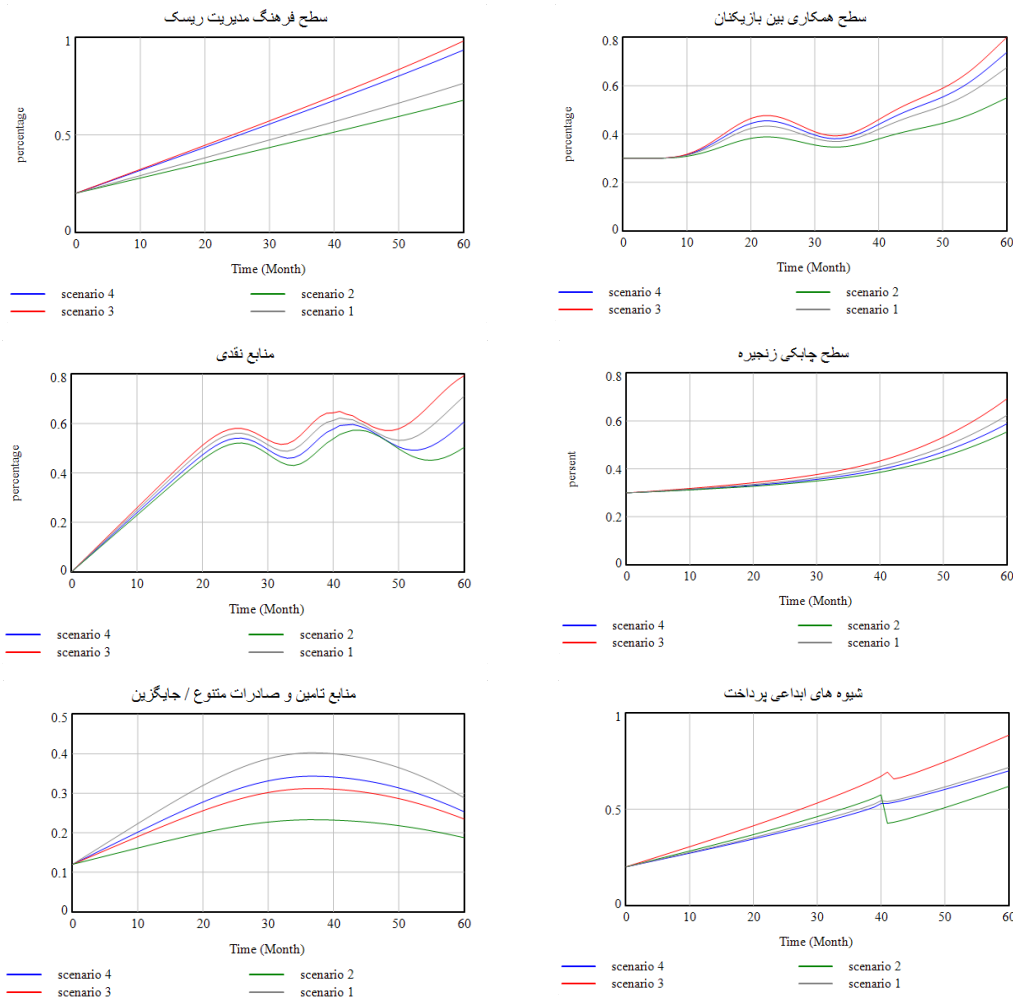 سطح فرهنگ مدیریت ریسک
1
0.5
0
percentage
0 10 20 30 40 50 60
Time (Month)
scenario 4 scenario 2
scenario 3 scenario 1
سطح همکاری بین بازیکنان
0.8
0.6
0.4
0.2
0
percentage
0 10 20 30 40 50 60
Time (Month)
scenario 4 scenario 2
scenario 3 scenario 1
منابع نقدی
0.8
0.6
0.4
0.2
0
percentage
0 10 20 30 40 50 60
Time (Month)
scenario 4 scenario 2
scenario 3 scenario 1
سطح چابکی زنجیره
0.8
0.6
0.4
0.2
0
persent
0 10 20 30 40 50 60
Time (Month)
scenario 4 scenario 2
scenario 3 scenario 1
منابع تامین و صادرات متنوع / جایگزین
0.5
0.4
0.3
0.2
0.1
0
0 10 20 30 40 50 60
Time (Month)
scenario 4 scenario 2
scenario 3 scenario 1
شیوه های ابداعی پرداخت
1
0.5
0
0 10 20 30 40 50 60
Time (Month)
scenario 4 scenario 2
scenario 3 scenario 1